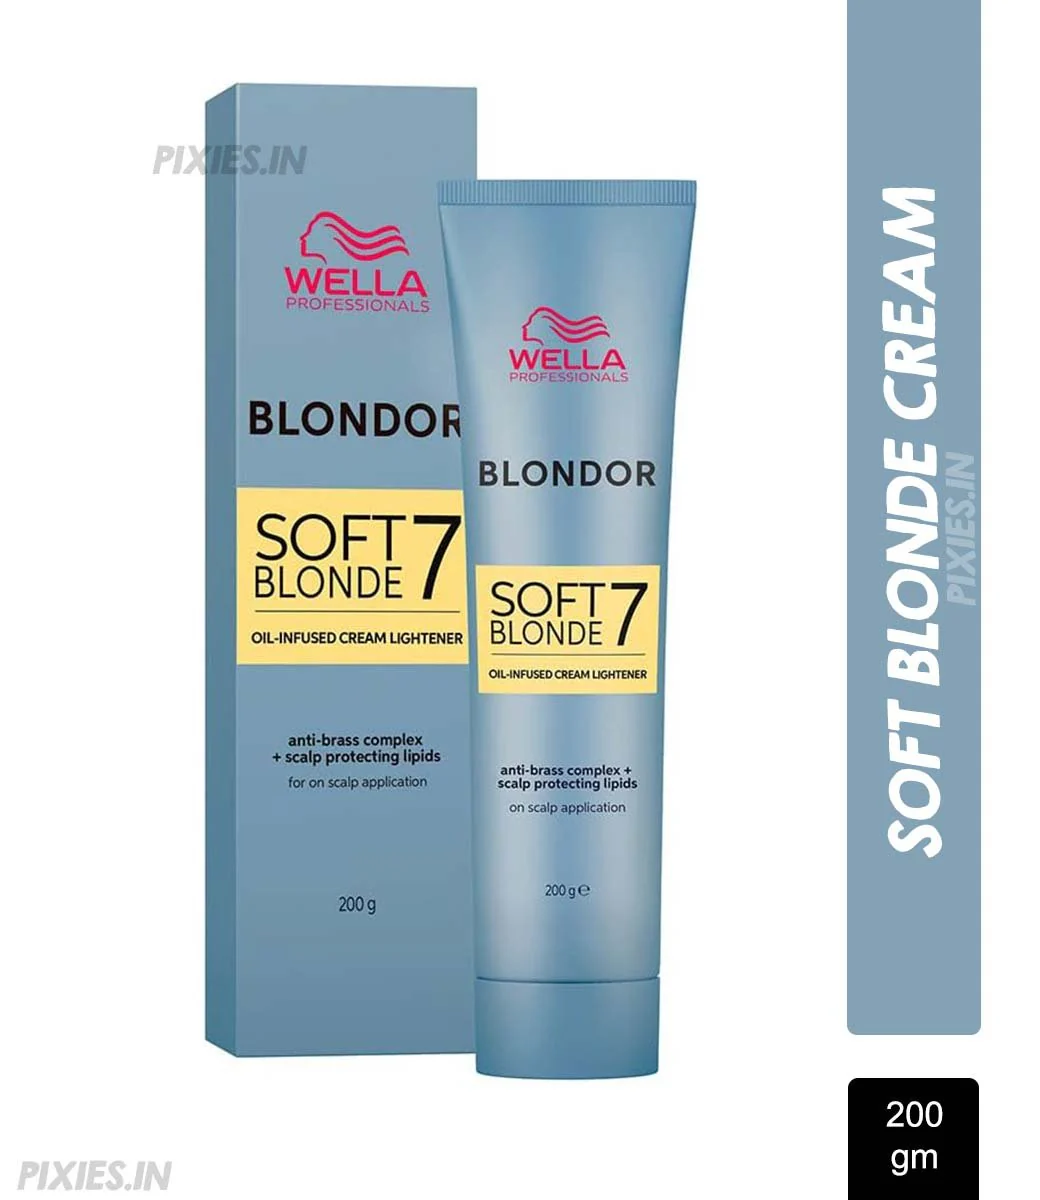 PIXIES.IN
WELLA
PROFESSIONALS
BLONDOR
SOFT 7
BLONDE
OIL-INFUSED CREAM LIGHTENER
anti-brass complex
+ scalp protecting lipids
for on scalp application
200 g
WELLA
PROFESSIONALS
BLONDOR
SOFT 7
BLONDE
OIL-INFUSED CREAM LIGHTENER
anti-brass complex +
scalp protecting lipids
on scalp application
200 g ℮
SOFT BLONDE CREAM
PIXIES.IN
200
gm
PIXIES.IN